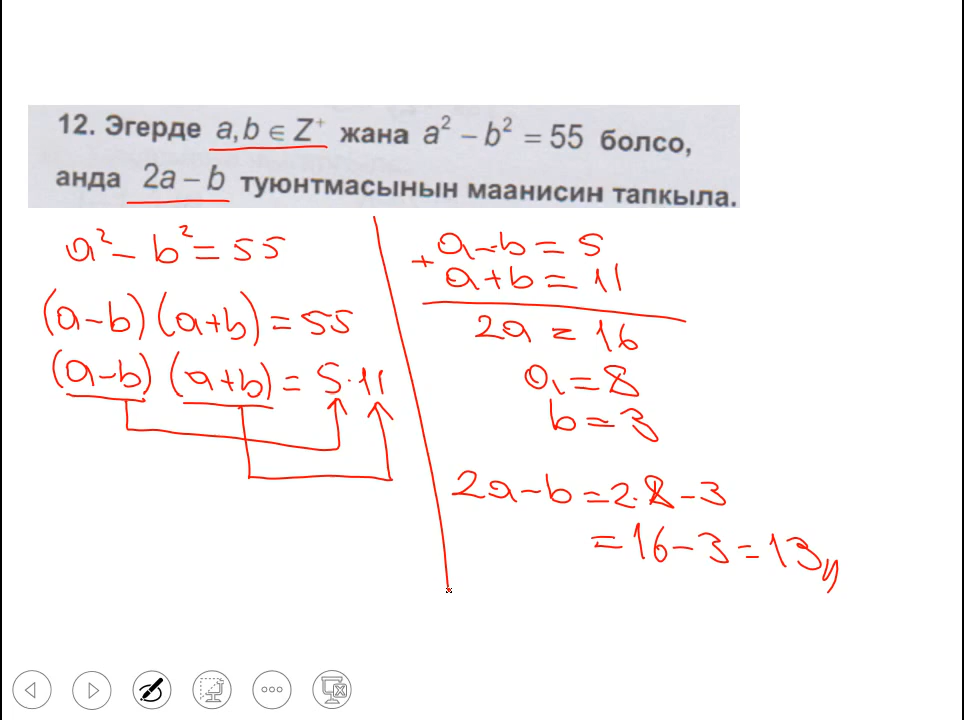 12. Эгерде a, b ∈ Z⁺ жана a² − b² = 55 болсо,
анда 2a − b туюнтмасынын маанисин тапкыла.
a² − b² = 55
(a−b)(a+b) = 55
(a−b)(a+b) = 5·11
a−b = 5
+
a+b = 11
2a = 16
a = 8
b = 3
2a−b = 2·8−3
= 16−3 = 13